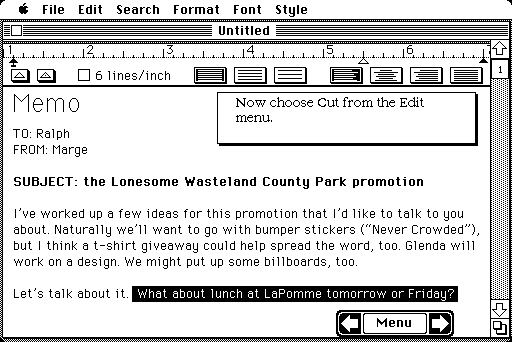 File Edit Search Format Font Style
Untitled
1 2 3 4 5 6 7
6 lines/inch
1
Memo
Now choose Cut from the Edit
menu.
TO: Ralph
FROM: Marge
SUBJECT: the Lonesome Wasteland County Park promotion
I've worked up a few ideas for this promotion that I'd like to talk to you
about. Naturally we'll want to go with bumper stickers (“Never Crowded”),
but I think a t-shirt giveaway could help spread the word, too. Glenda will
work on a design. We might put up some billboards, too.
Let's talk about it. What about lunch at LaPomme tomorrow or Friday?
Menu